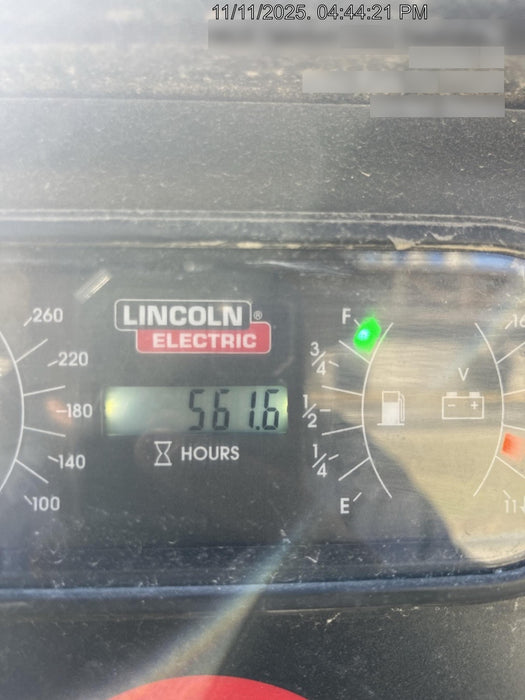 11/11/2025. 04:44:21 PM
LINCOLN®
ELECTRIC
561.6
HOURS
260
220
180
140
100
F
3/4
1/2
1/4
E
V
- +